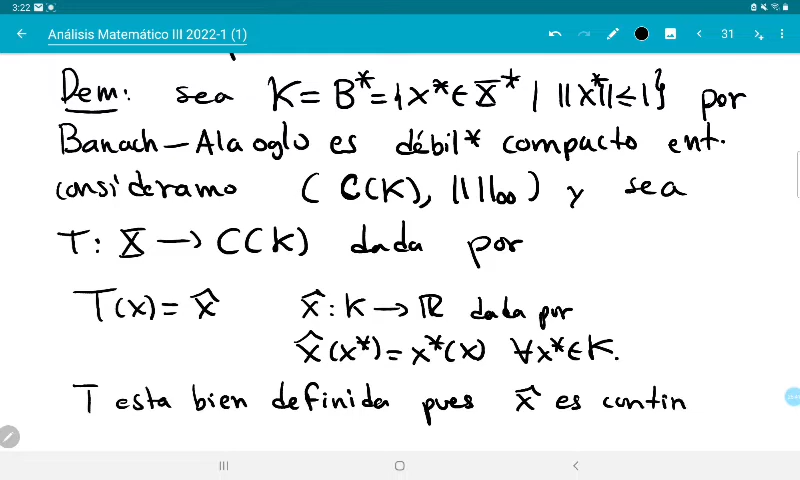 3:22
Análisis Matemático III 2022-1 (1)
31
Dem: sea K = B* = {x* ∈ X* | ||x*|| ≤ 1} por
Banach-Alaoglo es débil* compacto ent.
consideramo (C(K), || ||∞) y sea
T: X → C(K) dada por
T(x) = x̂ x̂: K → ℝ dada por
x̂(x*) = x*(x) ∀x* ∈ K.
T esta bien definida pues x̂ es contin